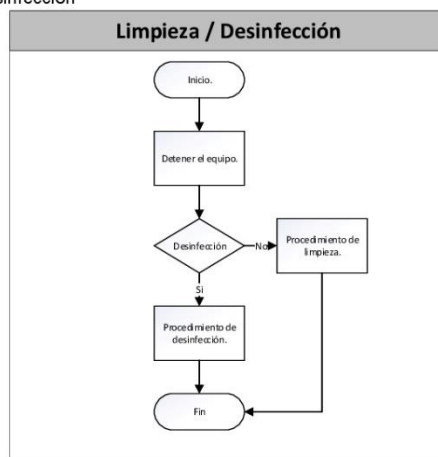 Limpieza / Desinfección
Inicio.
Detener el equipo.
Desinfección
No
Procedimiento de
limpieza.
Si
Procedimiento de
desinfección.
Fin